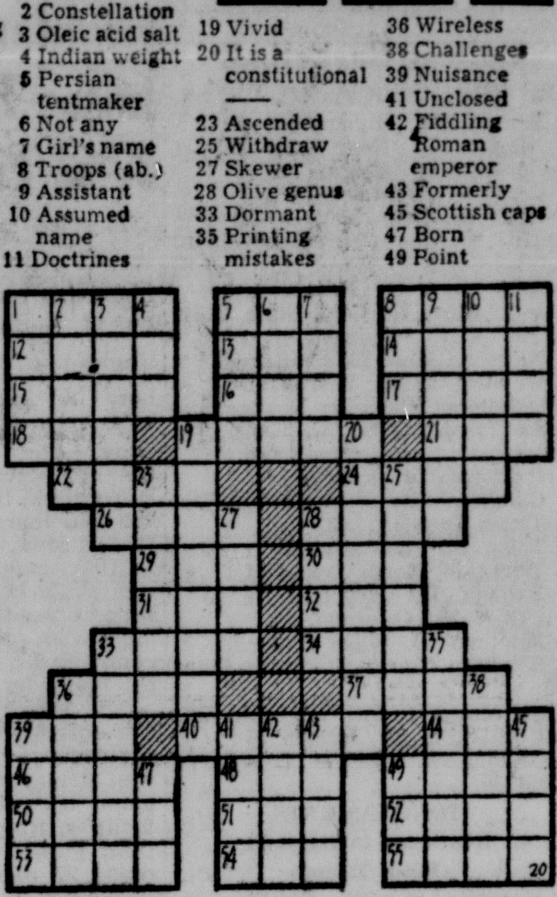 2 Constellation
3 Oleic acid salt
4 Indian weight
5 Persian
tentmaker
6 Not any
7 Girl's name
8 Troops (ab.)
9 Assistant
10 Assumed
name
11 Doctrines
19 Vivid
20 It is a
constitutional
—
23 Ascended
25 Withdraw
27 Skewer
28 Olive genus
33 Dormant
35 Printing
mistakes
36 Wireless
38 Challenges
39 Nuisance
41 Unclosed
42 Fiddling
Roman
emperor
43 Formerly
45 Scottish caps
47 Born
49 Point
1 2 3 4 5 6 7 8 9 10 11
12 13 14
15 16 17
18 19 20 21
22 23 24 25
26 27 28
29 30
31 32
33 34 35
36 37 38
39 40 41 42 43 44 45
46 47 48 49
50 51 52
53 54 55
20